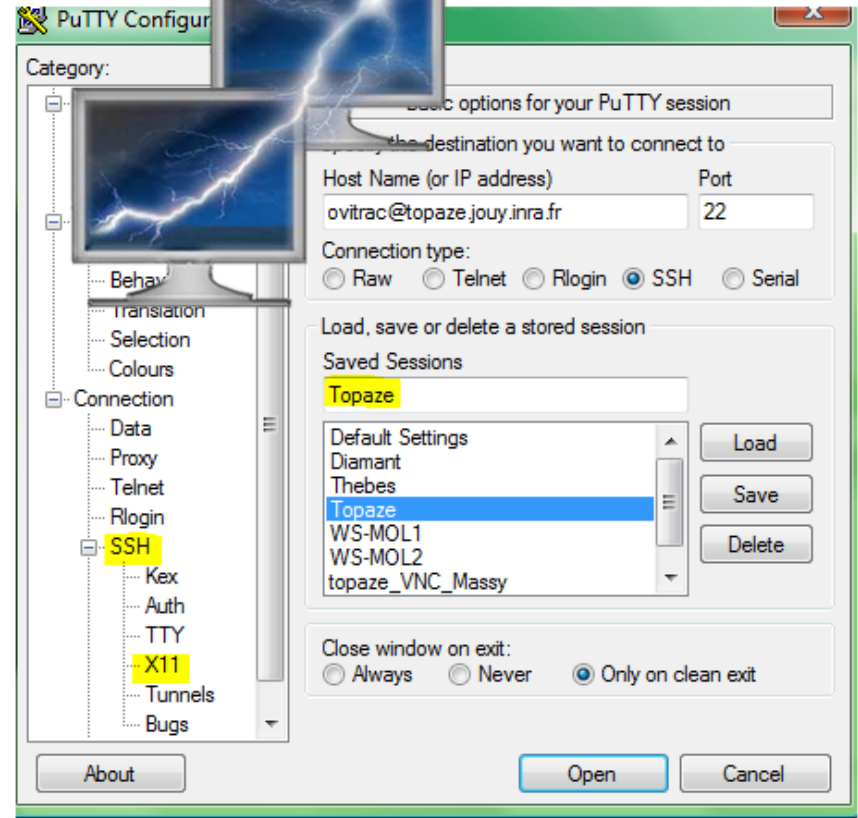 PuTTY Configur
Category:
Behav
Translation
Selection
Colours
Connection
Data
Proxy
Telnet
Rlogin
SSH
Kex
Auth
TTY
X11
Tunnels
Bugs
options for your PuTTY session
the destination you want to connect to
Host Name (or IP address) Port
ovitrac@topaze.jouy.inra.fr 22
Connection type:
Raw Telnet Rlogin SSH Serial
Load, save or delete a stored session
Saved Sessions
Topaze
Default Settings
Diamant
Thebes
Topaze
WS-MOL1
WS-MOL2
topaze_VNC_Massy
Load
Save
Delete
Close window on exit:
Always Never Only on clean exit
About Open Cancel